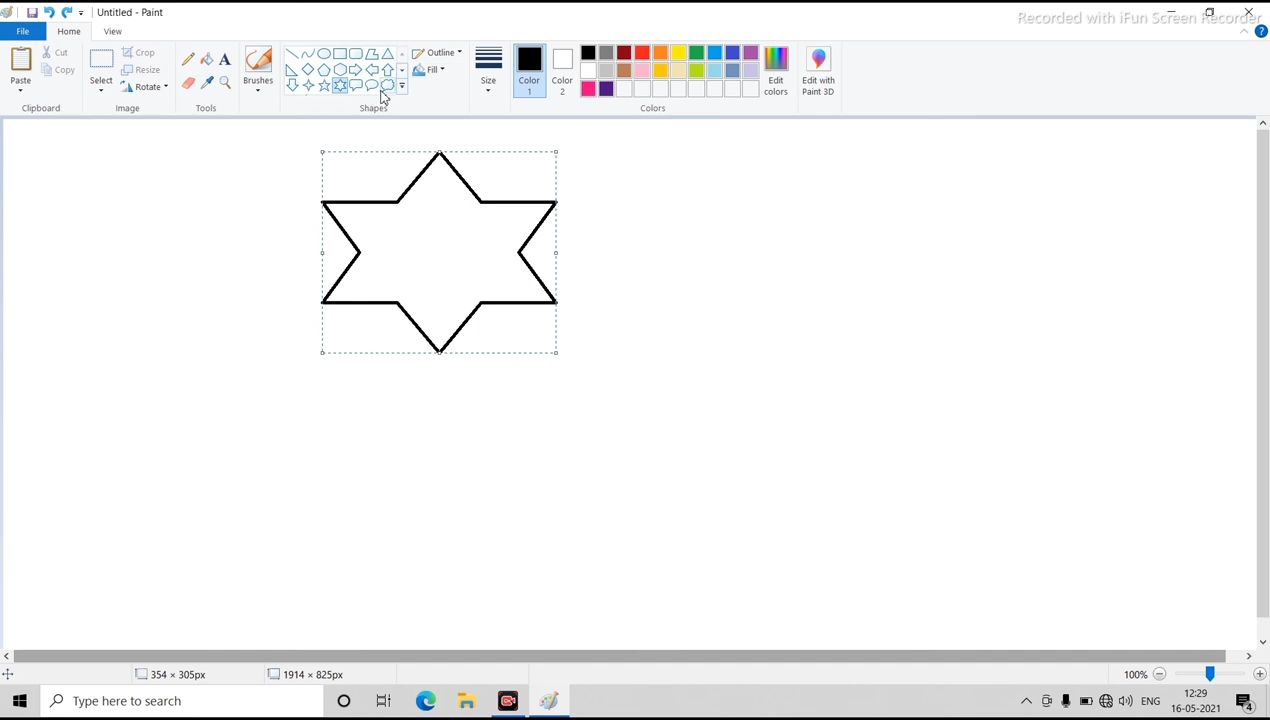 Untitled - Paint
Recorded with iFun Screen Recorder
File Home View
Paste
Cut
Copy
Clipboard
Select
Crop
Resize
Rotate
Image
A
Tools
Brushes
Outline
Fill
Shapes
Size
Color 1
Color 2
Edit colors
Colors
Edit with Paint 3D
354 × 305px
1914 × 825px
100%
Type here to search
ENG
12:29
16-05-2021
4